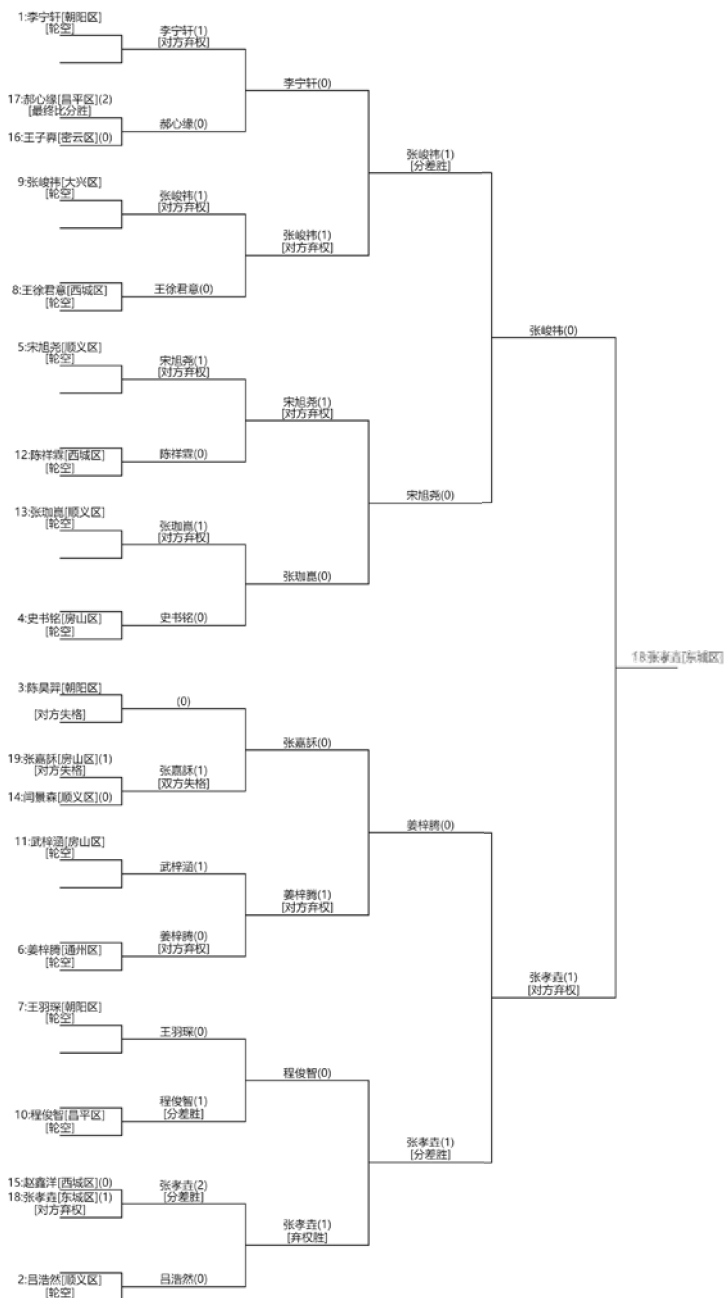 1:李宁轩[朝阳区]
[轮空]
李宁轩(1)
[对方弃权]
李宁轩(0)
17:郝心缘[昌平区](2)
[最终比分胜]
郝心缘(0)
16:王子彝[密云区](0)
张峻祎(1)
[分差胜]
9:张峻祎[大兴区]
[轮空]
张峻祎(1)
[对方弃权]
张峻祎(1)
[对方弃权]
8:王徐君意[西城区]
[轮空]
王徐君意(0)
张峻祎(0)
5:宋旭尧[顺义区]
[轮空]
宋旭尧(1)
[对方弃权]
宋旭尧(1)
[对方弃权]
12:陈祥霖[西城区]
[轮空]
陈祥霖(0)
宋旭尧(0)
13:张珈崑[顺义区]
[轮空]
张珈崑(1)
[对方弃权]
张珈崑(0)
4:史书铭[房山区]
[轮空]
史书铭(0)
18:张孝垚[东城区]
3:陈昊羿[朝阳区]
[对方失格]
(0)
张嘉訸(0)
19:张嘉訸[房山区](1)
[对方失格]
张嘉訸(1)
[双方失格]
14:闫景森[顺义区](0)
姜梓腾(0)
11:武梓涵[房山区]
[轮空]
武梓涵(1)
姜梓腾(1)
[对方弃权]
6:姜梓腾[通州区]
[轮空]
姜梓腾(0)
[对方弃权]
张孝垚(1)
[对方弃权]
7:王羽琛[朝阳区]
[轮空]
王羽琛(0)
程俊智(0)
10:程俊智[昌平区]
[轮空]
程俊智(1)
[分差胜]
张孝垚(1)
[分差胜]
15:赵鑫洋[西城区](0)
18:张孝垚[东城区](1)
[对方弃权]
张孝垚(2)
[分差胜]
张孝垚(1)
[弃权胜]
2:吕浩然[顺义区]
[轮空]
吕浩然(0)